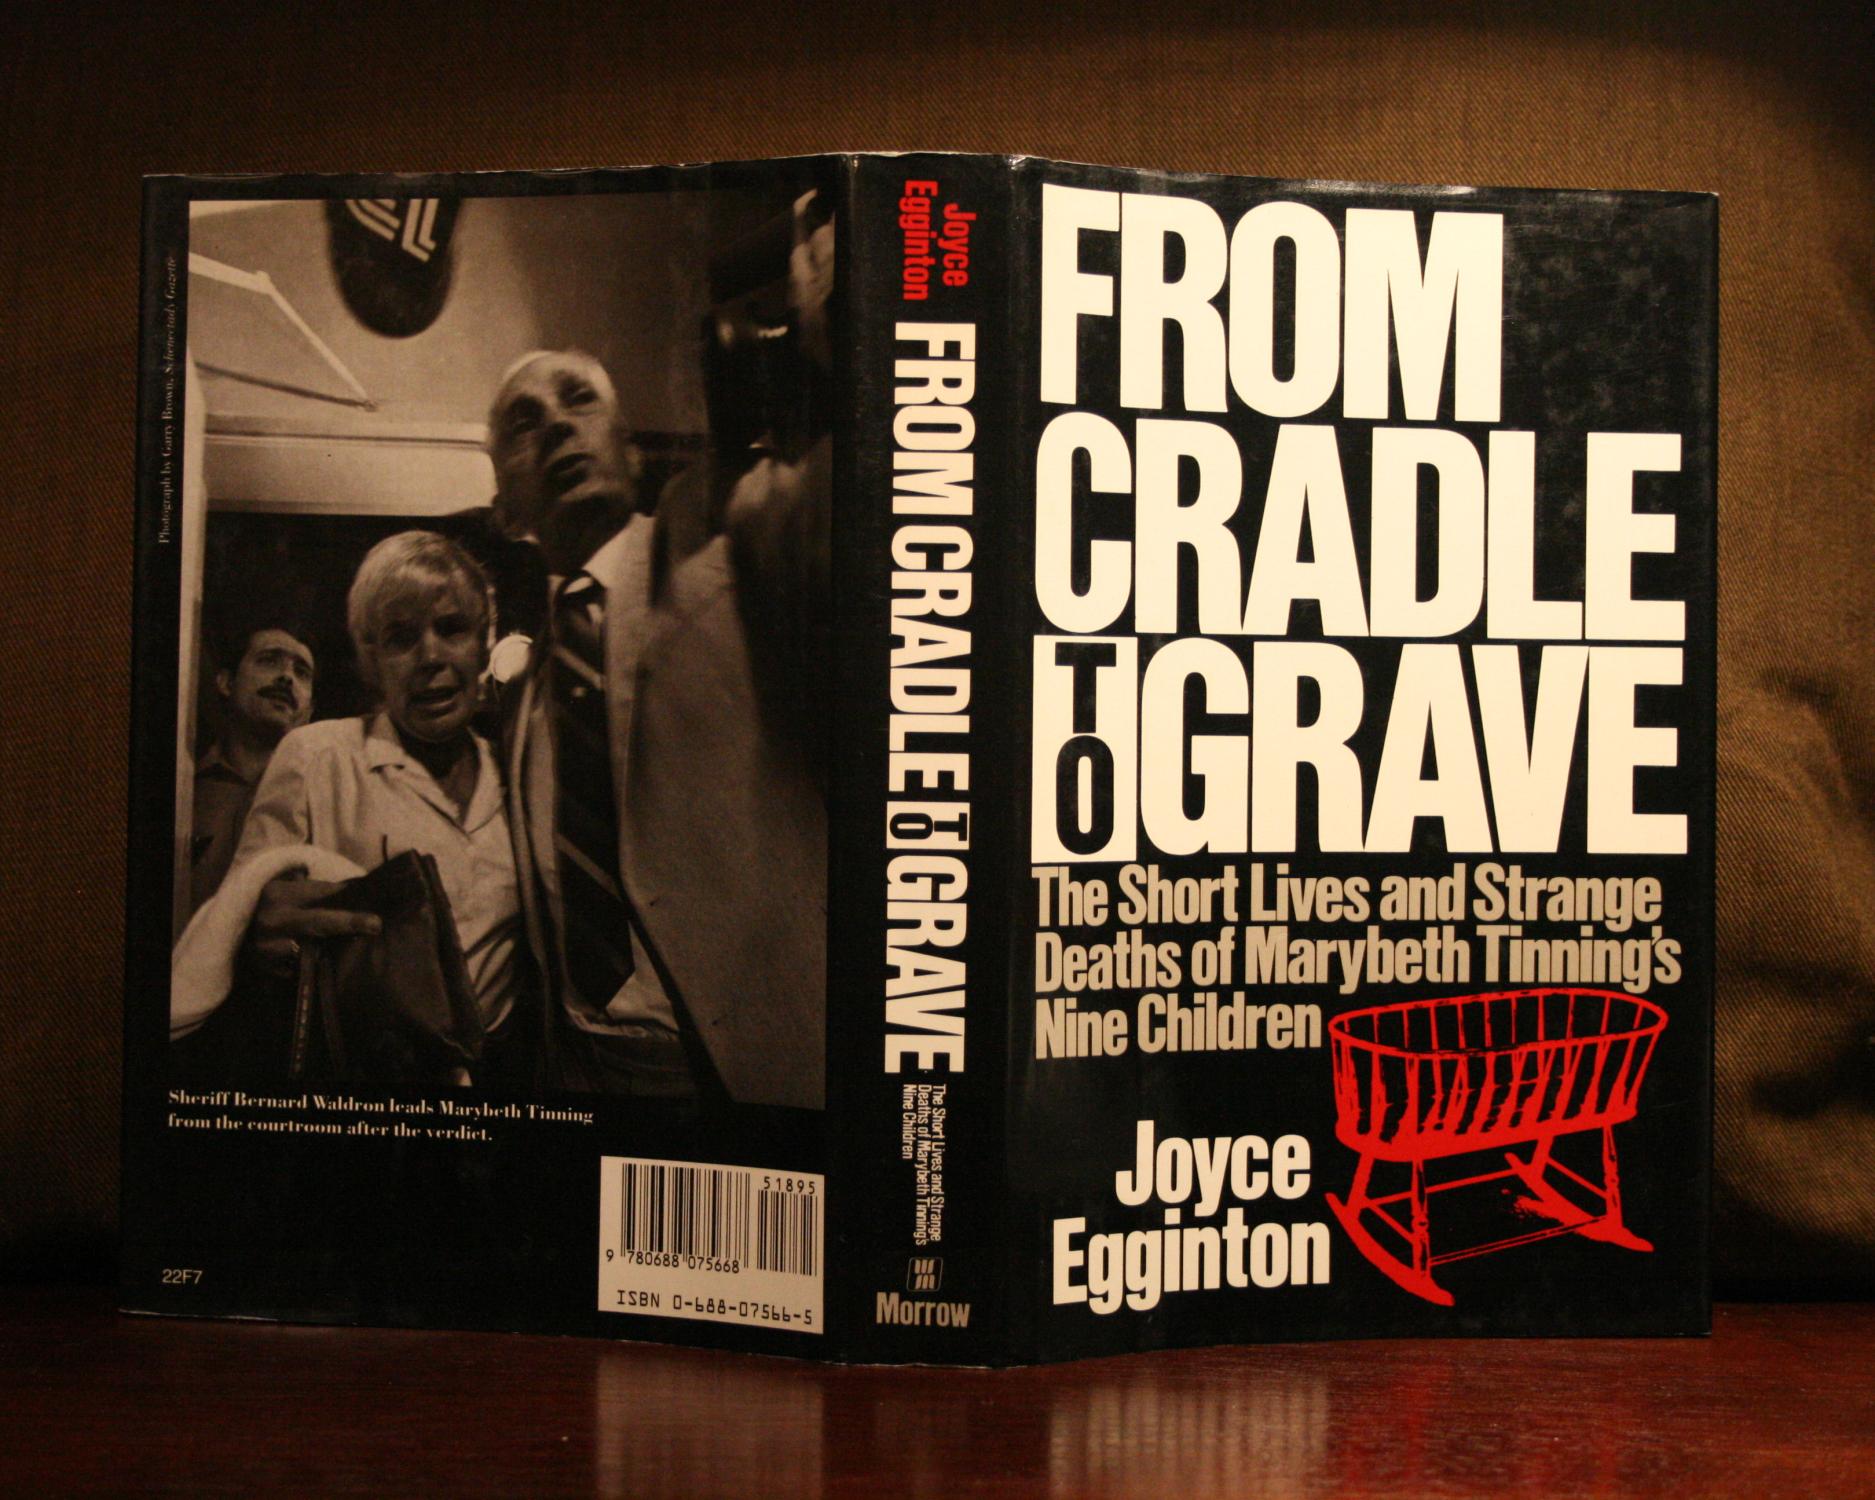 Photograph by Garry Brown, Schenectady Gazette
Sheriff Bernard Waldron leads Marybeth Tinning
from the courtroom after the verdict.
22F7
51895
9 780688 075668
ISBN 0-688-07566-5
Joyce
Egginton
FROM CRADLE TO GRAVE
The Short Lives and Strange
Deaths of Marybeth Tinning's
Nine Children
Morrow
FROM
CRADLE
TO GRAVE
The Short Lives and Strange
Deaths of Marybeth Tinning's
Nine Children
Joyce
Egginton